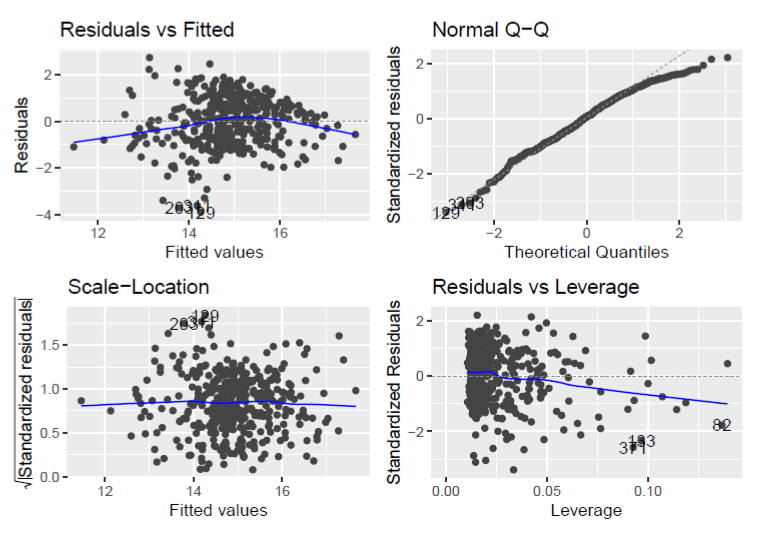 Residuals vs Fitted
Residuals
2
0
−2
−4
129
12
14
16
Fitted values
Normal Q−Q
Standardized residuals
2
0
−2
129
−2
0
2
Theoretical Quantiles
Scale−Location
√|Standardized residuals|
1.5
1.0
0.5
0.0
129
12
14
16
Fitted values
Residuals vs Leverage
Standardized Residuals
2
0
−2
82
371
0.00
0.05
0.10
Leverage